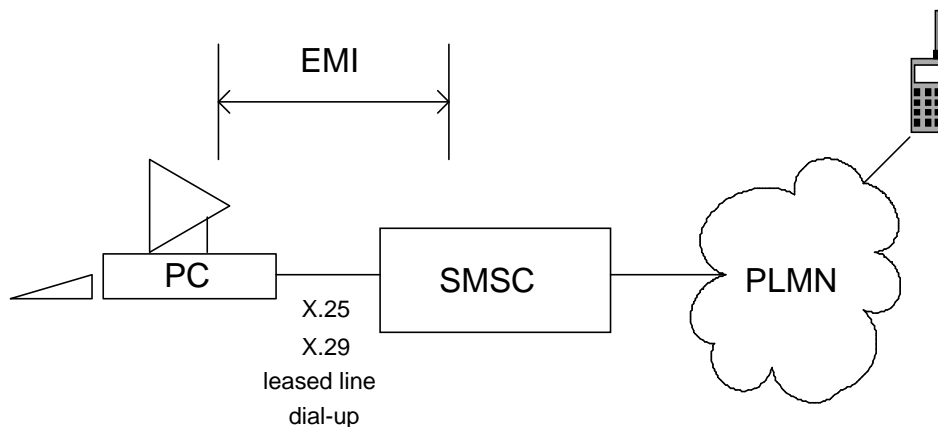 EMI
PC
SMSC
PLMN
X.25
X.29
leased line
dial-up